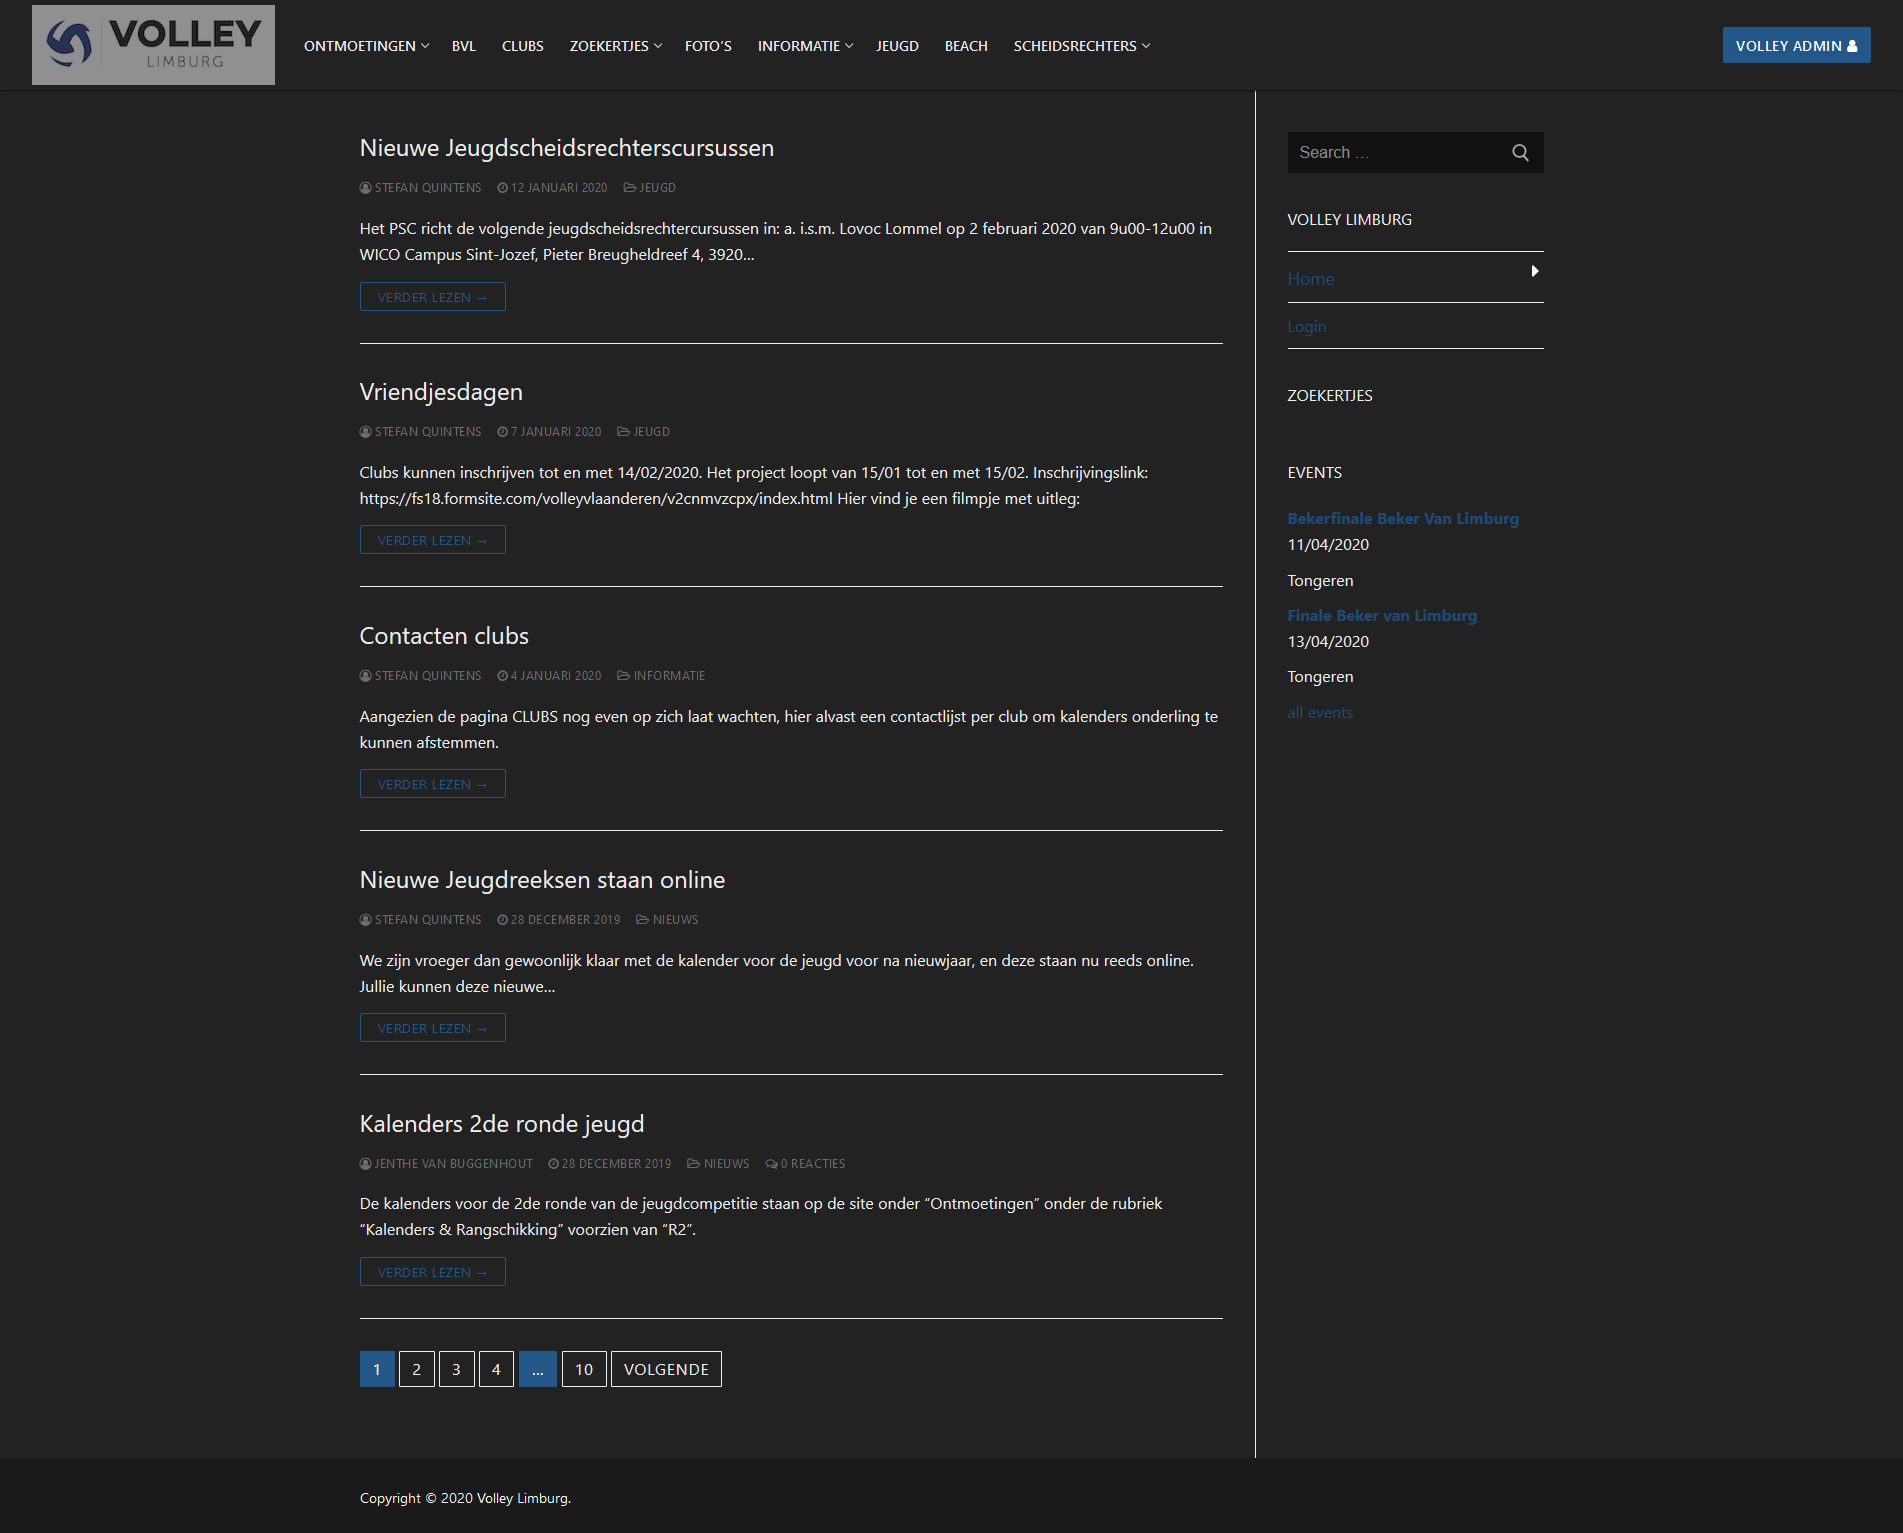 VOLLEY
LIMBURG
ONTMOETINGEN BVL CLUBS ZOEKERTJES FOTO'S INFORMATIE JEUGD BEACH SCHEIDSRECHTERS
VOLLEY ADMIN
Nieuwe Jeugdscheidsrechterscursussen
STEFAN QUINTENS 12 JANUARI 2020 JEUGD
Het PSC richt de volgende jeugdscheidsrechtercursussen in: a. i.s.m. Lovoc Lommel op 2 februari 2020 van 9u00-12u00 in
WICO Campus Sint-Jozef, Pieter Breugheldreef 4, 3920...
VERDER LEZEN →
Vriendjesdagen
STEFAN QUINTENS 7 JANUARI 2020 JEUGD
Clubs kunnen inschrijven tot en met 14/02/2020. Het project loopt van 15/01 tot en met 15/02. Inschrijvingslink:
https://fs18.formsite.com/volleyvlaanderen/v2cnmvzcpx/index.html Hier vind je een filmpje met uitleg:
VERDER LEZEN →
Contacten clubs
STEFAN QUINTENS 4 JANUARI 2020 INFORMATIE
Aangezien de pagina CLUBS nog even op zich laat wachten, hier alvast een contactlijst per club om kalenders onderling te
kunnen afstemmen.
VERDER LEZEN →
Nieuwe Jeugdreeksen staan online
STEFAN QUINTENS 28 DECEMBER 2019 NIEUWS
We zijn vroeger dan gewoonlijk klaar met de kalender voor de jeugd voor na nieuwjaar, en deze staan nu reeds online.
Jullie kunnen deze nieuwe...
VERDER LEZEN →
Kalenders 2de ronde jeugd
JENTHE VAN BUGGENHOUT 28 DECEMBER 2019 NIEUWS 0 REACTIES
De kalenders voor de 2de ronde van de jeugdcompetitie staan op de site onder “Ontmoetingen” onder de rubriek
“Kalenders & Rangschikking” voorzien van “R2”.
VERDER LEZEN →
1 2 3 4 ... 10 VOLGENDE
Search ...
VOLLEY LIMBURG
Home
Login
ZOEKERTJES
EVENTS
Bekerfinale Beker Van Limburg
11/04/2020
Tongeren
Finale Beker van Limburg
13/04/2020
Tongeren
all events
Copyright © 2020 Volley Limburg.